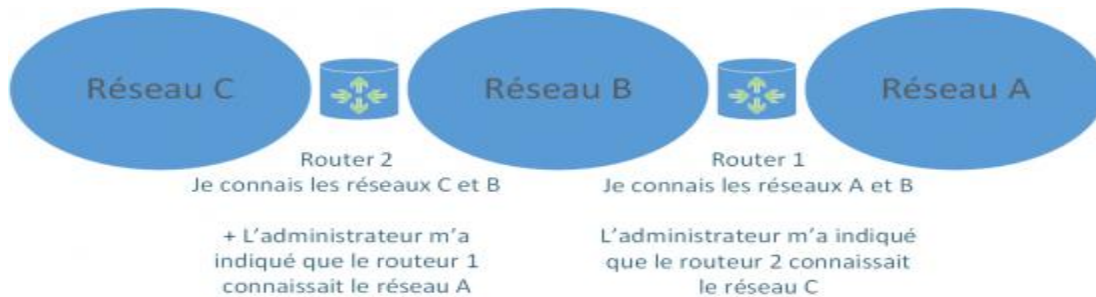 Réseau C
Réseau B
Réseau A
Router 2
Je connais les réseaux C et B
+ L'administrateur m'a
indiqué que le routeur 1
connaissait le réseau A
Router 1
Je connais les réseaux A et B
L'administrateur m'a indiqué
que le routeur 2 connaissait
le réseau C